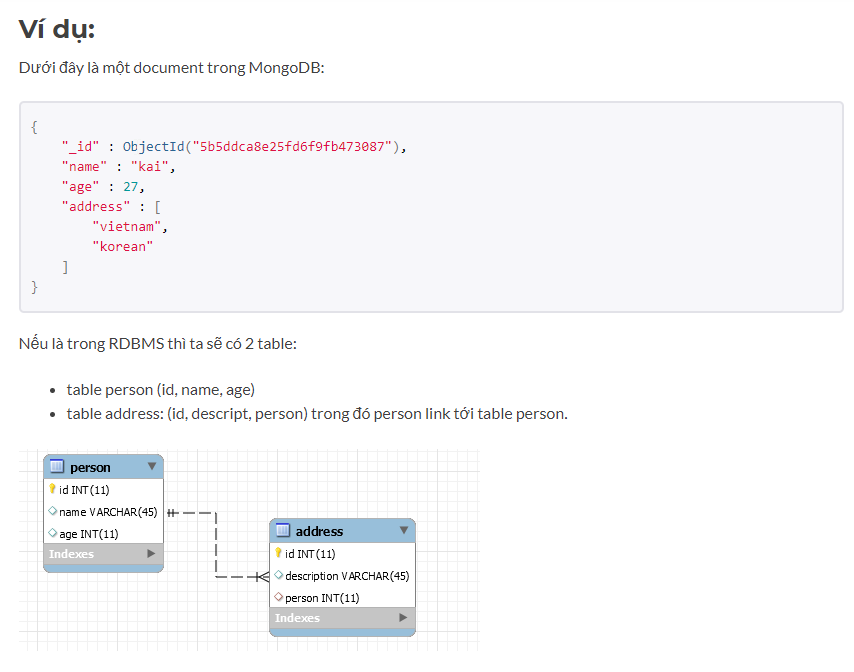 Ví dụ:
Dưới đây là một document trong MongoDB:
{
"_id" : ObjectId("5b5ddca8e25fd6f9fb473087"),
"name" : "kai",
"age" : 27,
"address" : [
"vietnam",
"korean"
]
}
Nếu là trong RDBMS thì ta sẽ có 2 table:
• table person (id, name, age)
• table address: (id, descript, person) trong đó person link tới table person.
person
id INT(11)
name VARCHAR(45)
age INT(11)
Indexes
address
id INT(11)
description VARCHAR(45)
person INT(11)
Indexes